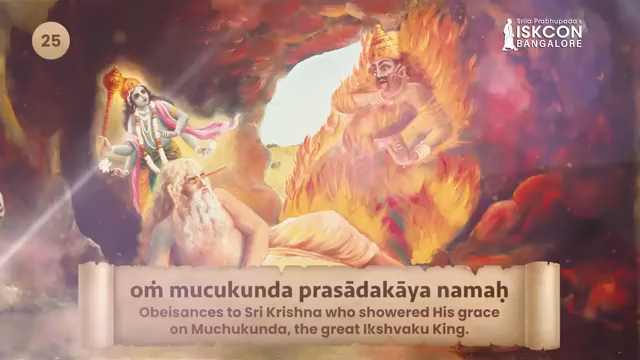 25
Srila Prabhupada's
ISKCON
BANGALORE
oṁ mucukunda prasādakāya namaḥ
Obeisances to Sri Krishna who showered His grace
on Muchukunda, the great Ikshvaku King.